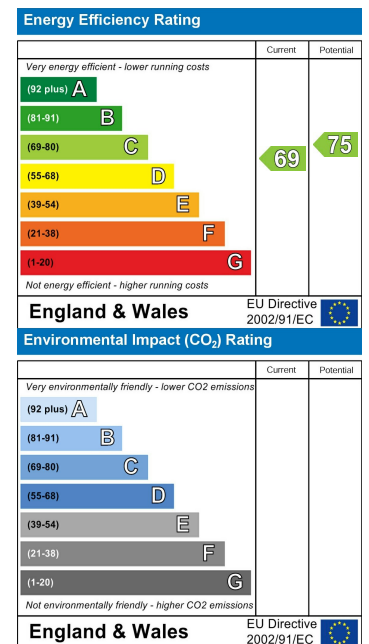 Energy Efficiency Rating
Current Potential
Very energy efficient - lower running costs
(92 plus) A
(81-91) B
(69-80) C
(55-68) D
(39-54) E
(21-38) F
(1-20) G
69 75
Not energy efficient - higher running costs
England & Wales
EU Directive
2002/91/EC
Environmental Impact (CO₂) Rating
Current Potential
Very environmentally friendly - lower CO2 emissions
(92 plus) A
(81-91) B
(69-80) C
(55-68) D
(39-54) E
(21-38) F
(1-20) G
Not environmentally friendly - higher CO2 emissions
England & Wales
EU Directive
2002/91/EC